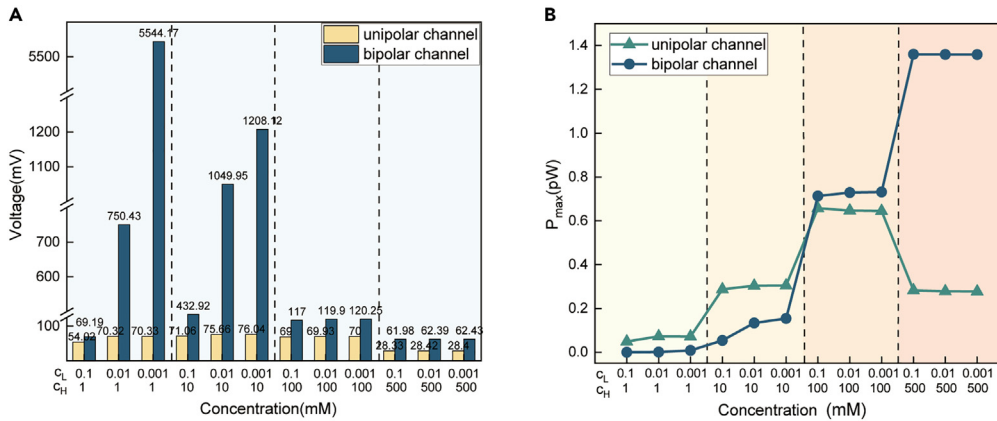 A
unipolar channel
bipolar channel
Voltage(mV)
5500
1200
1100
700
600
100
54.02
69.19
70.32
750.43
70.33
5544.17
71.06
432.92
75.66
1049.95
76.04
1208.12
69
117
69.93
119.9
70
120.25
28.33
61.98
28.42
62.39
28.4
62.43
cL 0.1 0.01 0.001 0.1 0.01 0.001 0.1 0.01 0.001 0.1 0.01 0.001
cH 1 1 1 10 10 10 100 100 100 500 500 500
Concentration(mM)
B
unipolar channel
bipolar channel
Pmax(pW)
1.4
1.2
1.0
0.8
0.6
0.4
0.2
0.0
cL 0.1 0.01 0.001 0.1 0.01 0.001 0.1 0.01 0.001 0.1 0.01 0.001
cH 1 1 1 10 10 10 100 100 100 500 500 500
Concentration (mM)